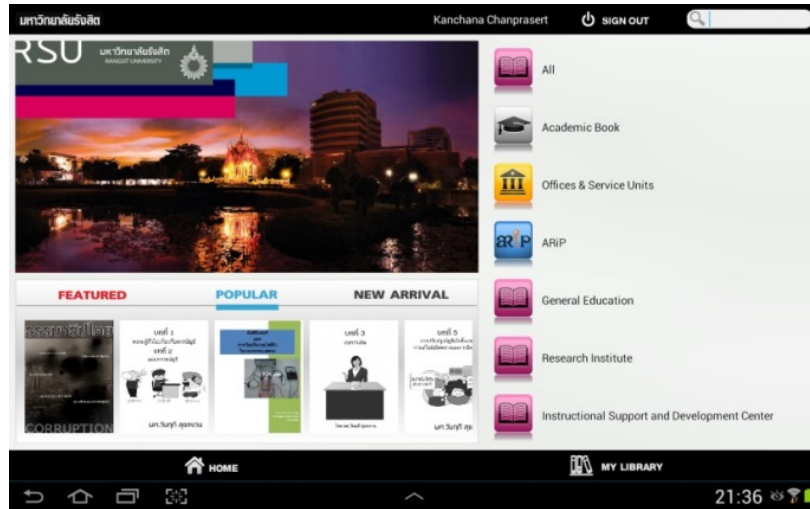 มหาวิทยาลัยรังสิต
Kanchana Chanprasert
SIGN OUT
RSU
มหาวิทยาลัยรังสิต
RANGSIT UNIVERSITY
All
Academic Book
Offices & Service Units
ARiP
ARiP
General Education
Research Institute
Instructional Support and Development Center
FEATURED
POPULAR
NEW ARRIVAL
CORRUPTION
บทที่ 1
บทที่ 2
บทที่ 3
บทที่ 5
HOME
MY LIBRARY
21:36